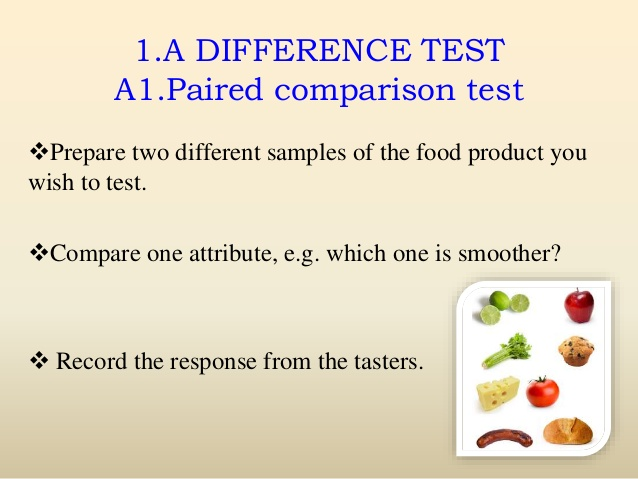 1.A DIFFERENCE TEST
A1.Paired comparison test
❖Prepare two different samples of the food product you
wish to test.
❖Compare one attribute, e.g. which one is smoother?
❖ Record the response from the tasters.